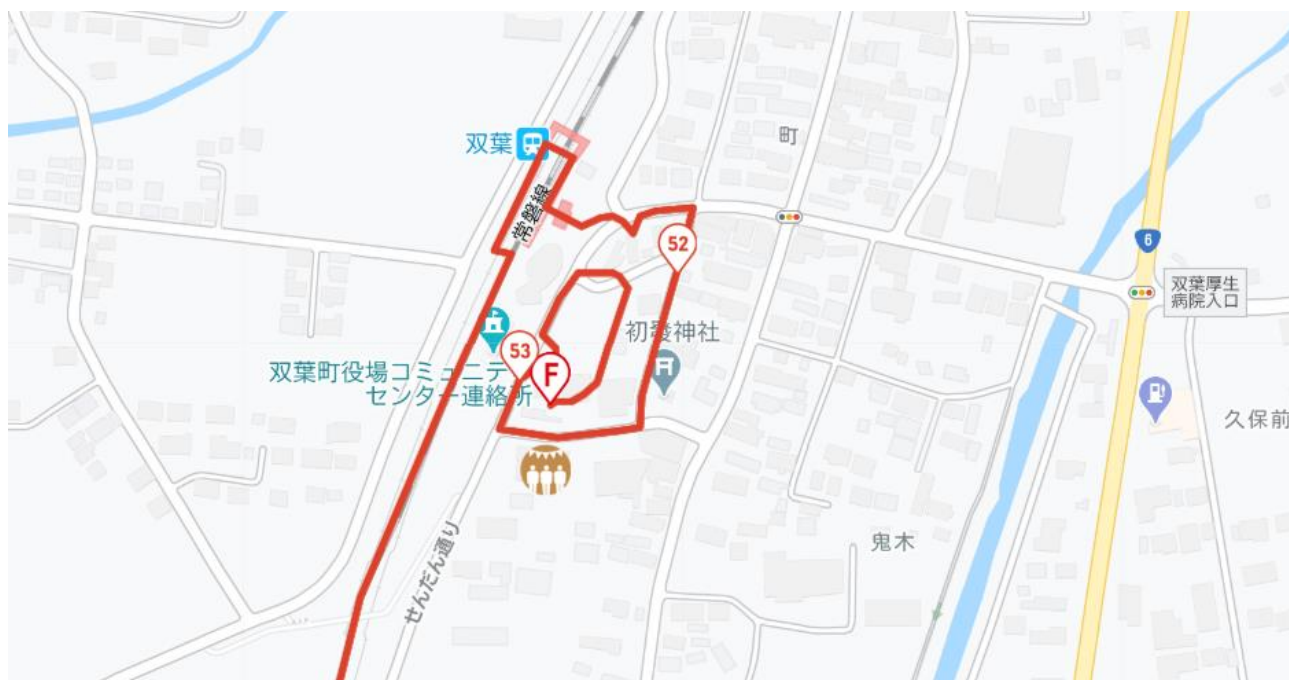 双葉
町
常磐線
52
6
双葉厚生
病院入口
初發神社
53
F
双葉町役場コミュニテ
センター連絡所
久保前
せんだん通り
鬼木